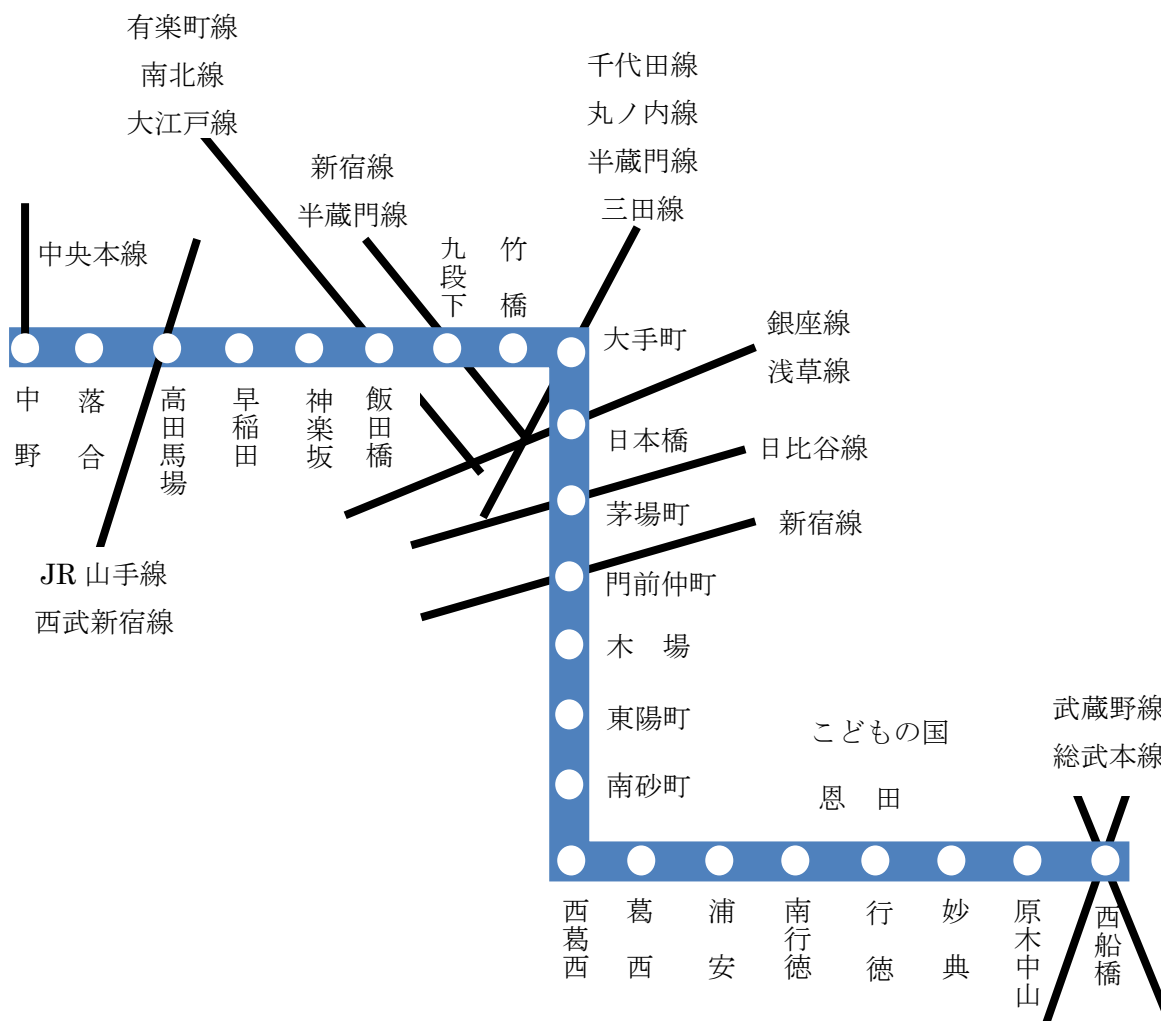 有楽町線
南北線
大江戸線
新宿線
半蔵門線
千代田線
丸ノ内線
半蔵門線
三田線
中央本線
九段下
竹橋
大手町
銀座線
浅草線
中野
落合
高田馬場
早稲田
神楽坂
飯田橋
日本橋
日比谷線
茅場町
新宿線
門前仲町
JR 山手線
西武新宿線
木 場
東陽町
南砂町
こどもの国
恩 田
武蔵野線
総武本線
西葛西
葛西
浦安
南行徳
行徳
妙典
原木中山
西船橋